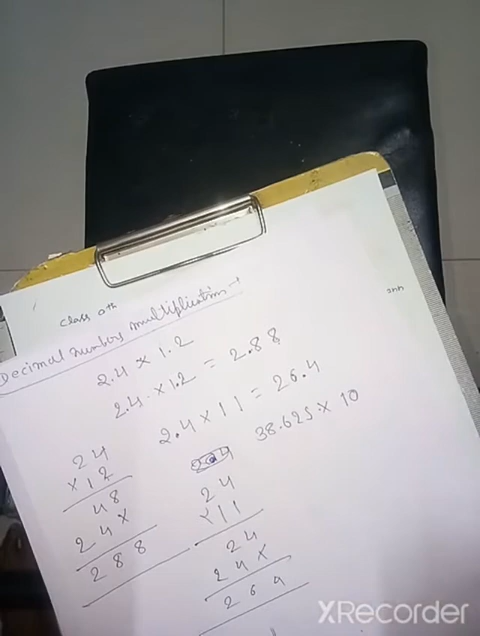 Class 6th
Decimal numbers multiplication →
2.4 × 1.2
2.4 × 1.2 = 2.88
2.4 × 11 = 26.4
38.625 × 10
24
×12
48
24×
288
24
×11
24
24×
264
XRecorder